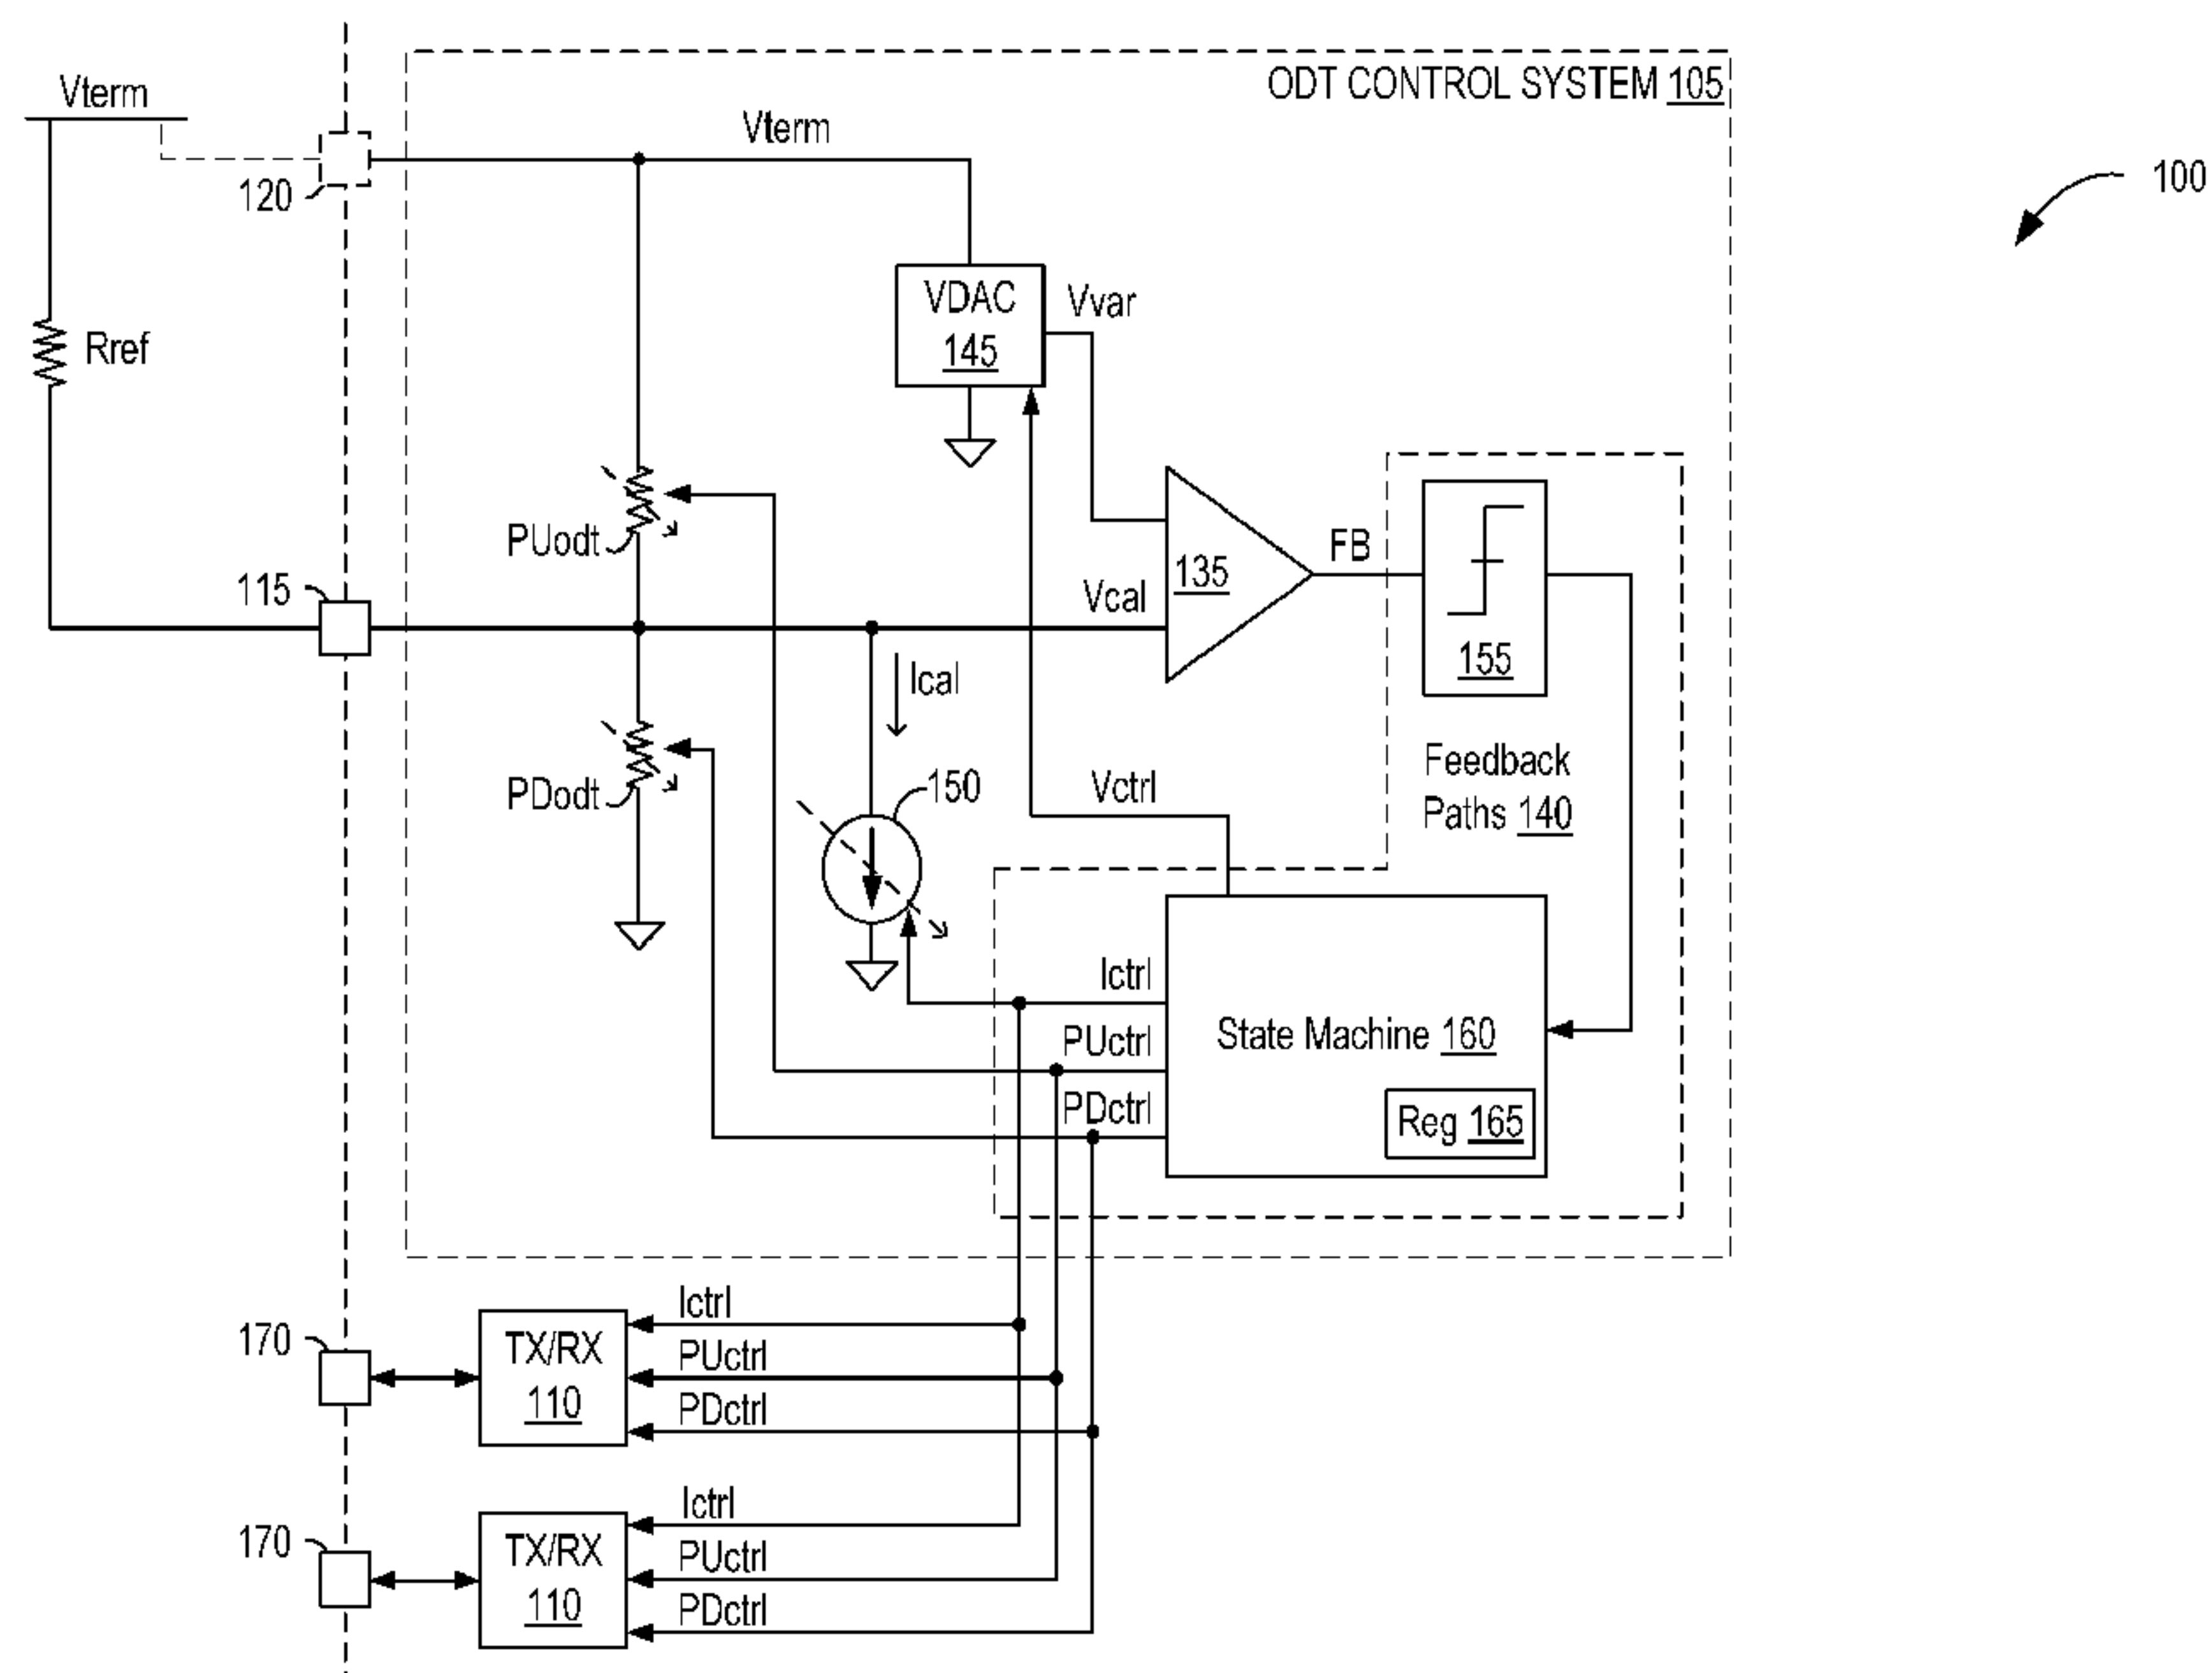 ODT CONTROL SYSTEM 105
Vterm
Vterm
100
120
VDAC
145
Vvar
Rref
PUodt
135
FB
155
115
Vcal
Ical
PDodt
150
Vctrl
Feedback
Paths 140
Ictrl
PUctrl
PDctrl
State Machine 160
Reg 165
170
TX/RX
110
Ictrl
PUctrl
PDctrl
170
TX/RX
110
Ictrl
PUctrl
PDctrl